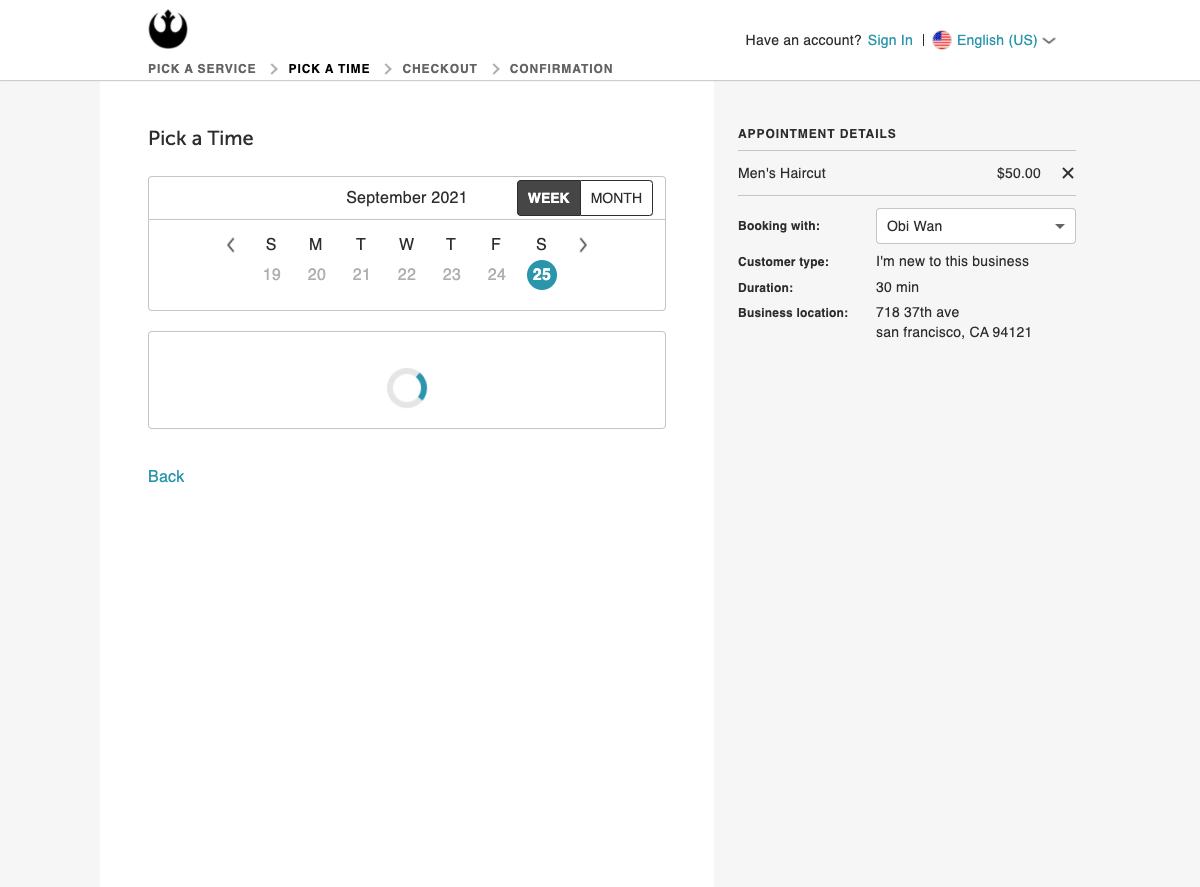 Have an account? Sign In | English (US)
PICK A SERVICE PICK A TIME CHECKOUT CONFIRMATION
Pick a Time
September 2021 WEEK MONTH
S M T W T F S
19 20 21 22 23 24 25
Back
APPOINTMENT DETAILS
Men's Haircut $50.00
Booking with: Obi Wan
Customer type: I'm new to this business
Duration: 30 min
Business location: 718 37th ave
san francisco, CA 94121